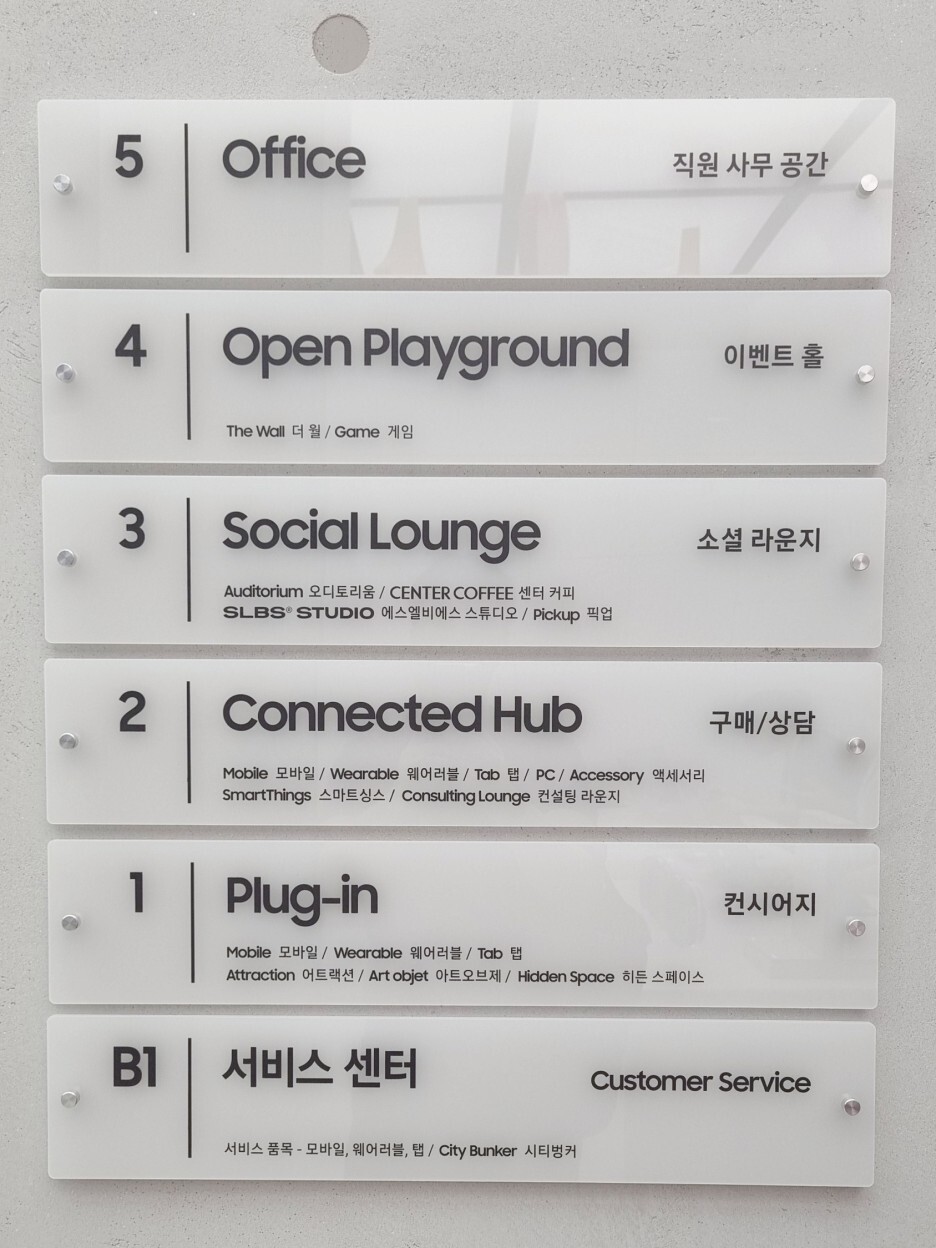 5 Office 직원 사무 공간
4 Open Playground 이벤트 홀
The Wall 더 월 / Game 게임
3 Social Lounge 소셜 라운지
Auditorium 오디토리움 / CENTER COFFEE 센터 커피
SLBS® STUDIO 에스엘비에스 스튜디오 / Pickup 픽업
2 Connected Hub 구매/상담
Mobile 모바일 / Wearable 웨어러블 / Tab 탭 / PC / Accessory 액세서리
SmartThings 스마트싱스 / Consulting Lounge 컨설팅 라운지
1 Plug-in 컨시어지
Mobile 모바일 / Wearable 웨어러블 / Tab 탭
Attraction 어트랙션 / Art objet 아트오브제 / Hidden Space 히든 스페이스
B1 서비스 센터 Customer Service
서비스 품목 - 모바일, 웨어러블, 탭 / City Bunker 시티벙커